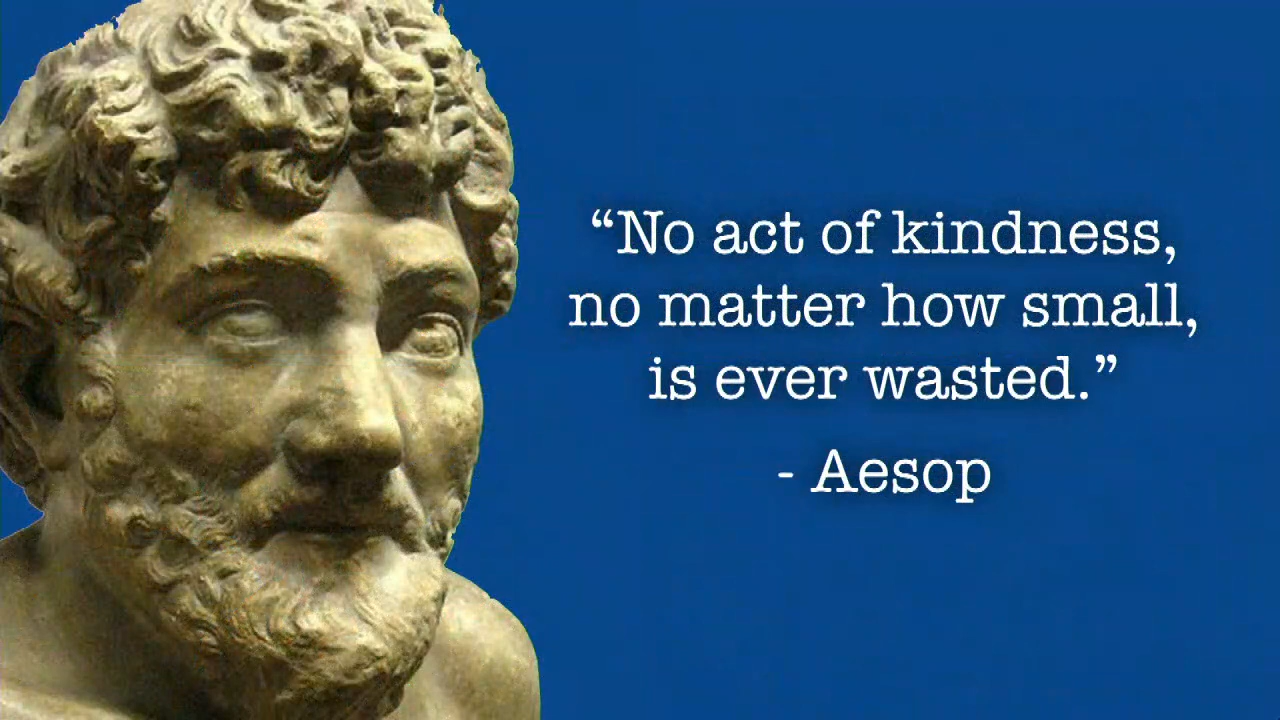 “No act of kindness,
no matter how small,
is ever wasted.”
- Aesop